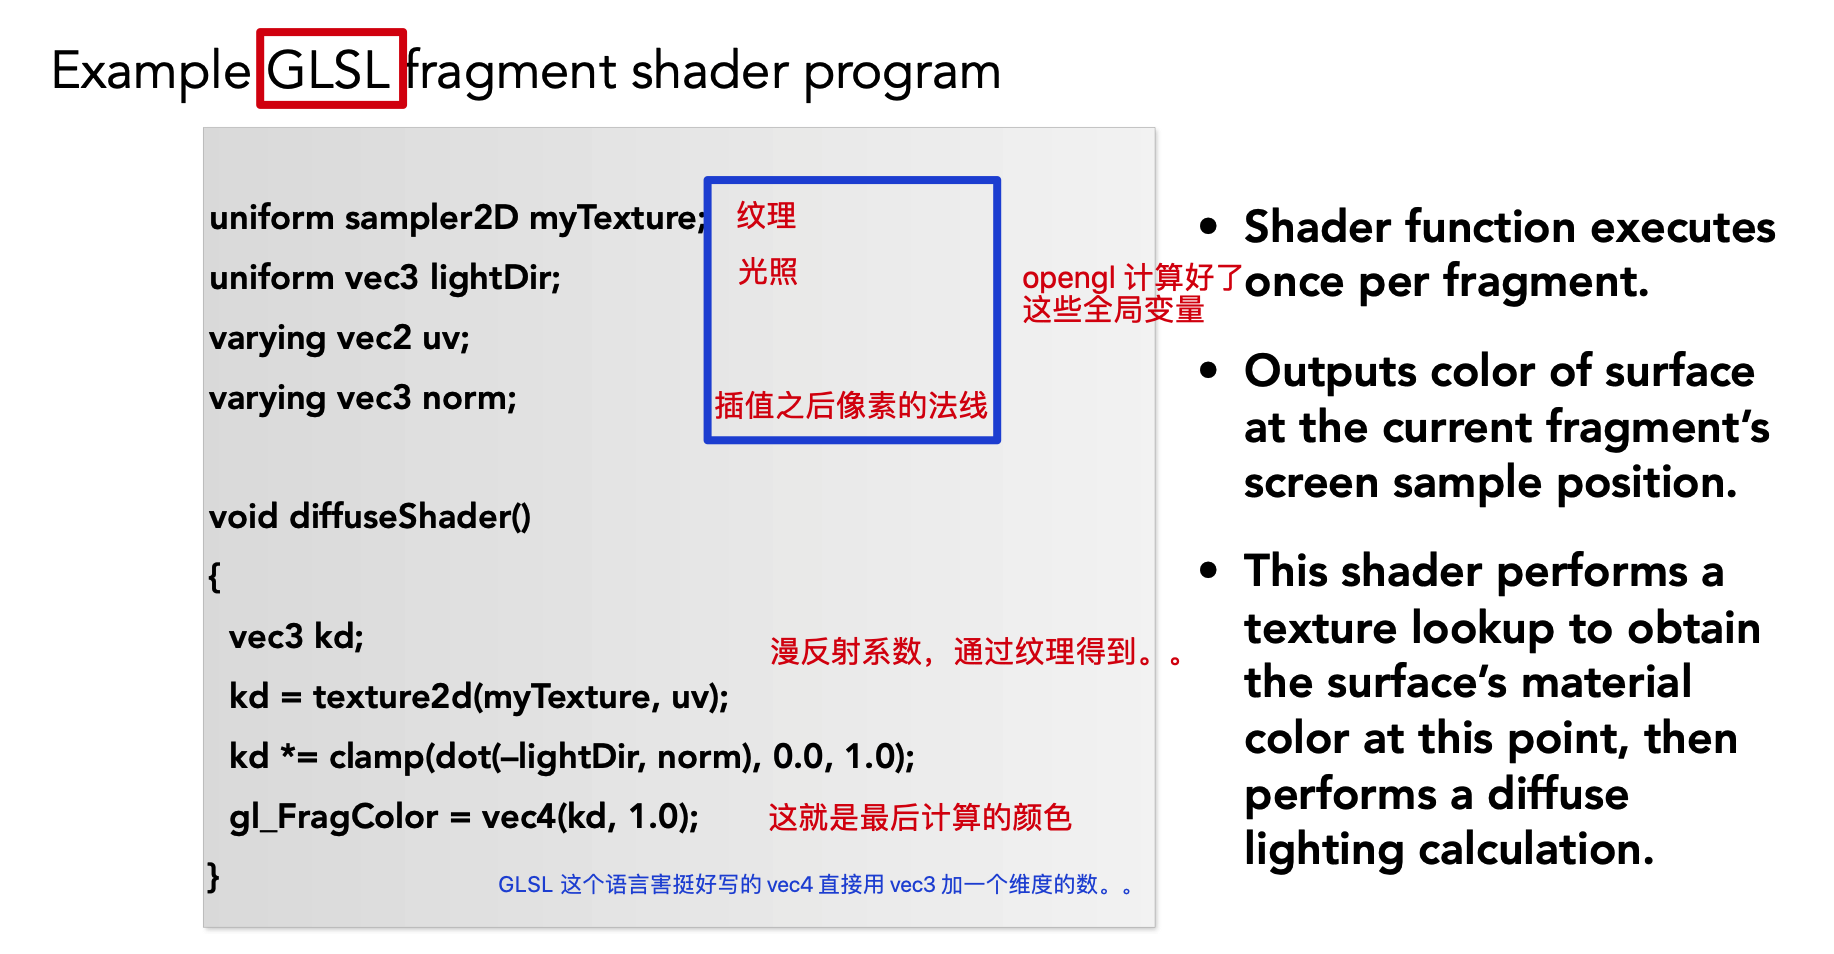 Example GLSL fragment shader program
uniform sampler2D myTexture; 纹理
uniform vec3 lightDir; 光照
varying vec2 uv;
varying vec3 norm; 插值之后像素的法线
opengl 计算好了
这些全局变量
void diffuseShader()
{
vec3 kd; 漫反射系数，通过纹理得到。。
kd = texture2d(myTexture, uv);
kd *= clamp(dot(–lightDir, norm), 0.0, 1.0);
gl_FragColor = vec4(kd, 1.0); 这就是最后计算的颜色
}
GLSL 这个语言害挺好写的 vec4 直接用 vec3 加一个维度的数。。
• Shader function executes
once per fragment.
• Outputs color of surface
at the current fragment’s
screen sample position.
• This shader performs a
texture lookup to obtain
the surface’s material
color at this point, then
performs a diffuse
lighting calculation.